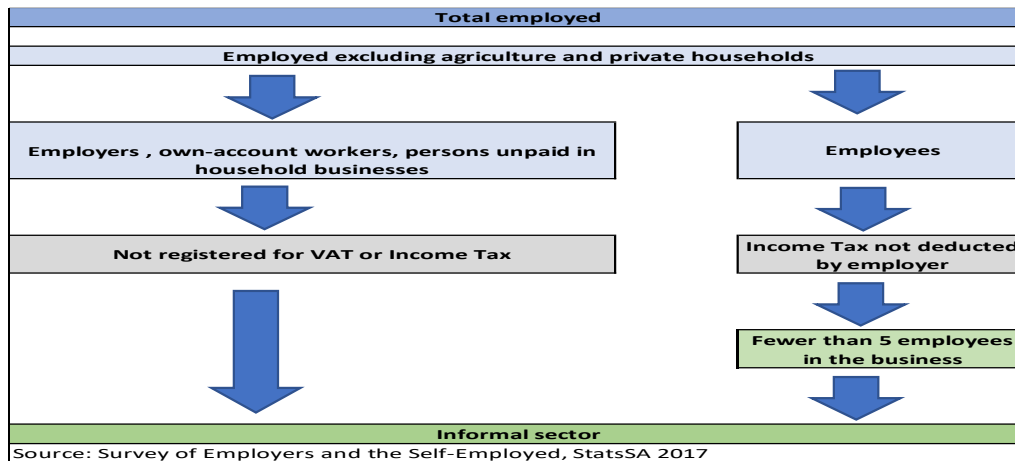 Total employed
Employed excluding agriculture and private households
Employers , own-account workers, persons unpaid in
household businesses
Employees
Not registered for VAT or Income Tax
Income Tax not deducted
by employer
Fewer than 5 employees
in the business
Informal sector
Source: Survey of Employers and the Self-Employed, StatsSA 2017